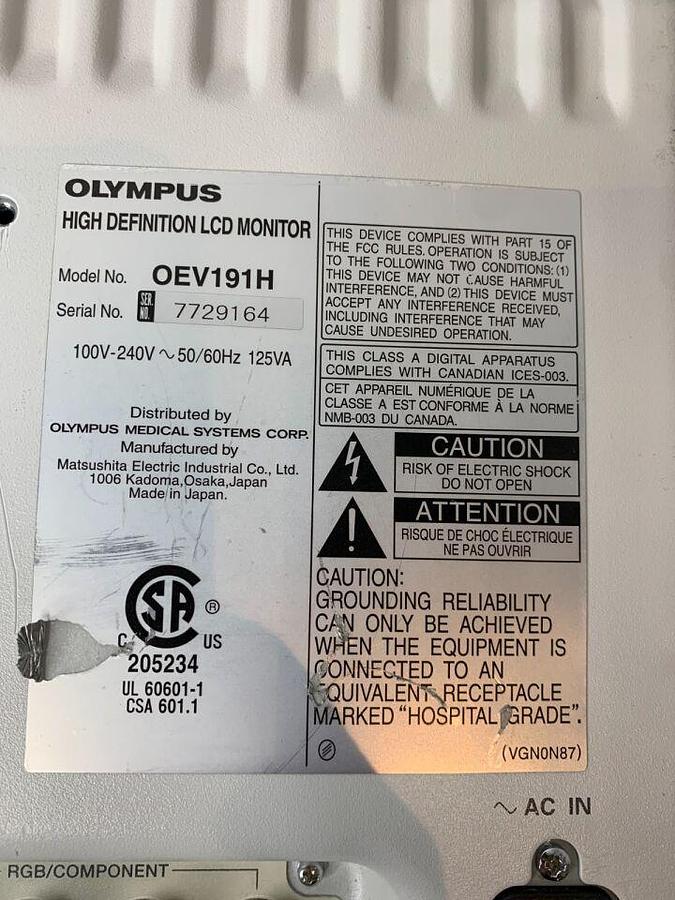 OLYMPUS
HIGH DEFINITION LCD MONITOR
Model No. OEV191H
Serial No. SER. NO. 7729164
100V-240V ∼ 50/60Hz 125VA
Distributed by
OLYMPUS MEDICAL SYSTEMS CORP.
Manufactured by
Matsushita Electric Industrial Co., Ltd.
1006 Kadoma,Osaka,Japan
Made in Japan.
CSA ®
C US
205234
UL 60601-1
CSA 601.1
THIS DEVICE COMPLIES WITH PART 15 OF
THE FCC RULES. OPERATION IS SUBJECT
TO THE FOLLOWING TWO CONDITIONS: (1)
THIS DEVICE MAY NOT CAUSE HARMFUL
INTERFERENCE, AND (2) THIS DEVICE MUST
ACCEPT ANY INTERFERENCE RECEIVED,
INCLUDING INTERFERENCE THAT MAY
CAUSE UNDESIRED OPERATION.
THIS CLASS A DIGITAL APPARATUS
COMPLIES WITH CANADIAN ICES-003.
CET APPAREIL NUMÉRIQUE DE LA
CLASSE A EST CONFORME À LA NORME
NMB-003 DU CANADA.
CAUTION
RISK OF ELECTRIC SHOCK
DO NOT OPEN
ATTENTION
RISQUE DE CHOC ÉLECTRIQUE
NE PAS OUVRIR
CAUTION:
GROUNDING RELIABILITY
CAN ONLY BE ACHIEVED
WHEN THE EQUIPMENT IS
CONNECTED TO AN
EQUIVALENT RECEPTACLE
MARKED “HOSPITAL GRADE”.
(VGN0N87)
∼ AC IN
RGB/COMPONENT